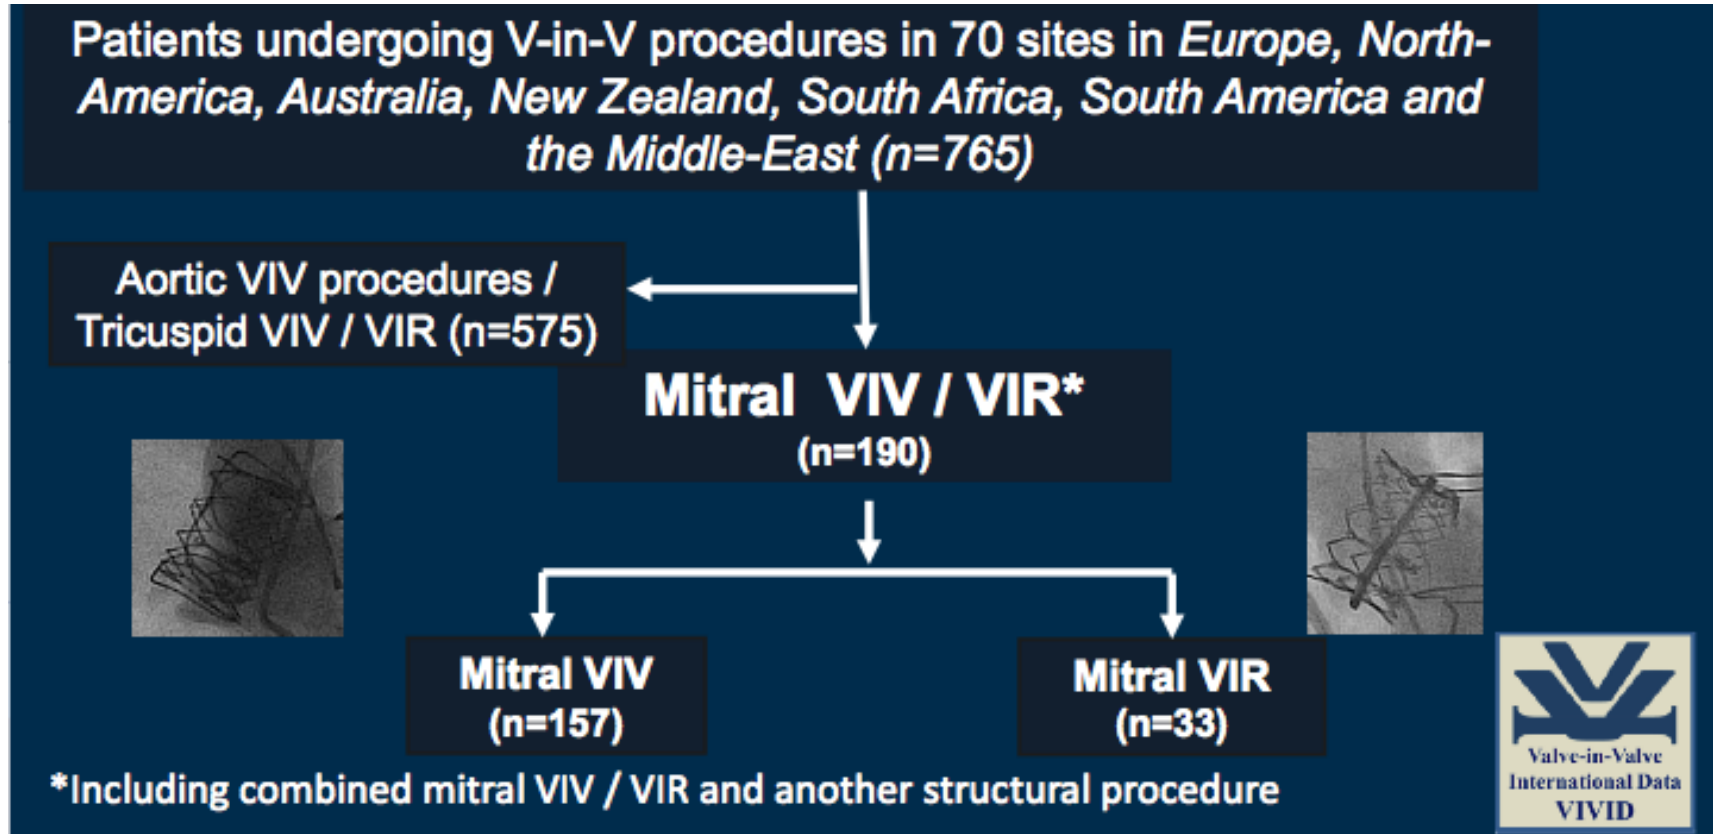 Patients undergoing V-in-V procedures in 70 sites in Europe, North-
America, Australia, New Zealand, South Africa, South America and
the Middle-East (n=765)
Aortic VIV procedures /
Tricuspid VIV / VIR (n=575)
Mitral VIV / VIR*
(n=190)
Mitral VIV
(n=157)
Mitral VIR
(n=33)
*Including combined mitral VIV / VIR and another structural procedure
Valve-in-Valve
International Data
VIVID